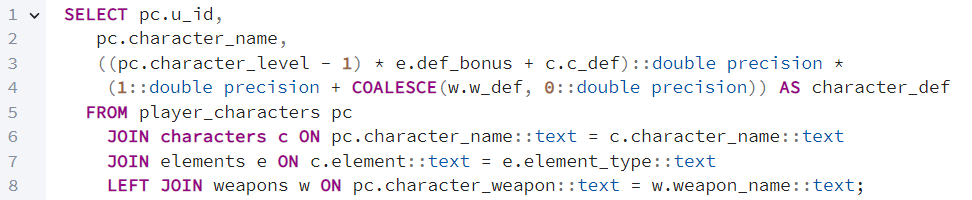 1 SELECT pc.u_id,
2 pc.character_name,
3 ((pc.character_level - 1) * e.def_bonus + c.c_def)::double precision *
4 (1::double precision + COALESCE(w.w_def, 0::double precision)) AS character_def
5 FROM player_characters pc
6 JOIN characters c ON pc.character_name::text = c.character_name::text
7 JOIN elements e ON c.element::text = e.element_type::text
8 LEFT JOIN weapons w ON pc.character_weapon::text = w.weapon_name::text;